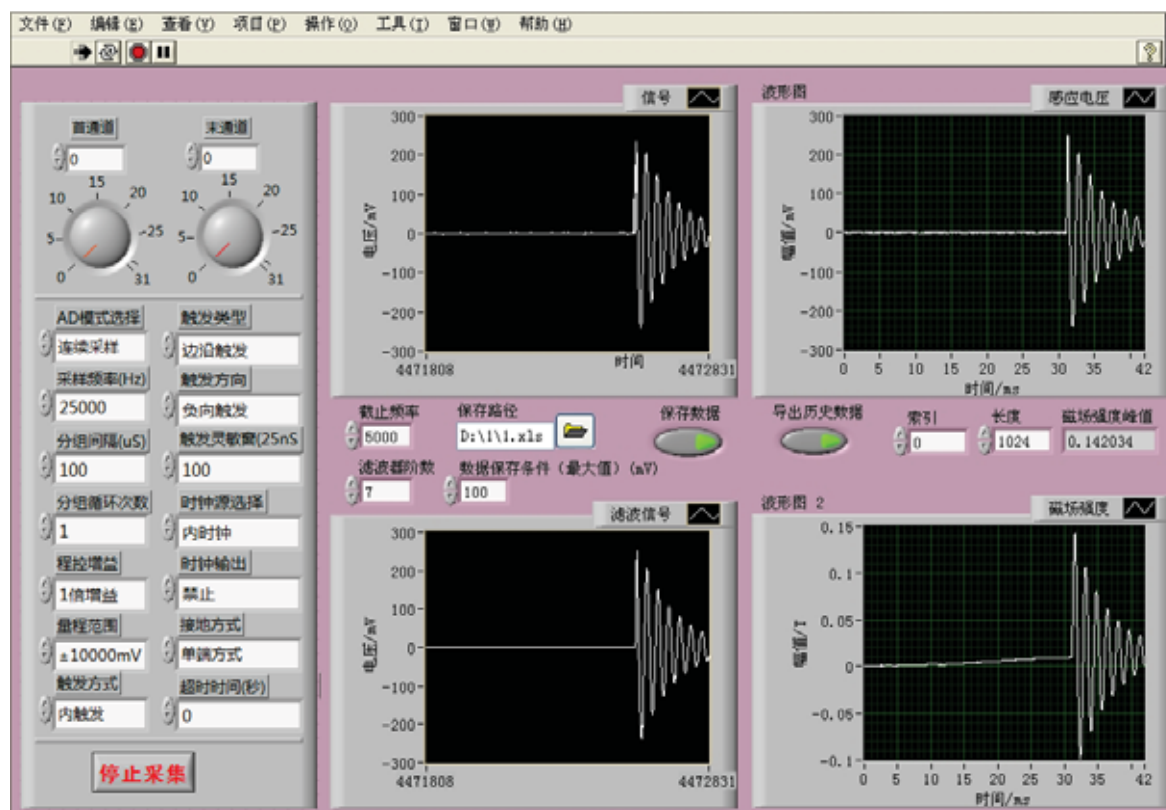 文件(F) 编辑(E) 查看(V) 项目(P) 操作(O) 工具(T) 窗口(W) 帮助(H)
首通道 末通道
0 0
0 5 10 15 20 25 31
0 5 10 15 20 25 31
AD模式选择 触发类型
连续采样 边沿触发
采样频率(Hz) 触发方向
25000 负向触发
分组间隔(uS) 触发灵敏度(25nS
100 100
分组循环次数 时钟源选择
1 内时钟
程控增益 时钟输出
1倍增益 禁止
量程范围 接地方式
±10000mV 单端方式
触发方式 超时时间(秒)
内触发 0
停止采集
信号
电压/mV
300
200
100
0
-100
-200
-300
4471808 时间 4472831
波形图 感应电压
幅值/mV
300
200
100
0
-100
-200
-300
0 5 10 15 20 25 30 35 42
时间/ms
截止频率 保存路径 保存数据 导出历史数据 索引 长度 磁场强度峰值
5000 D:\1\1.xls 0 1024 0.142034
滤波器阶数 数据保存条件（最大值）(mV)
7 100
滤波信号
电压/mV
300
200
100
0
-100
-200
-300
4471808 4472831
波形图 2 磁场强度
幅值/T
0.15
0.1
0.05
0
-0.05
-0.1
0 5 10 15 20 25 30 35 42
时间/ms